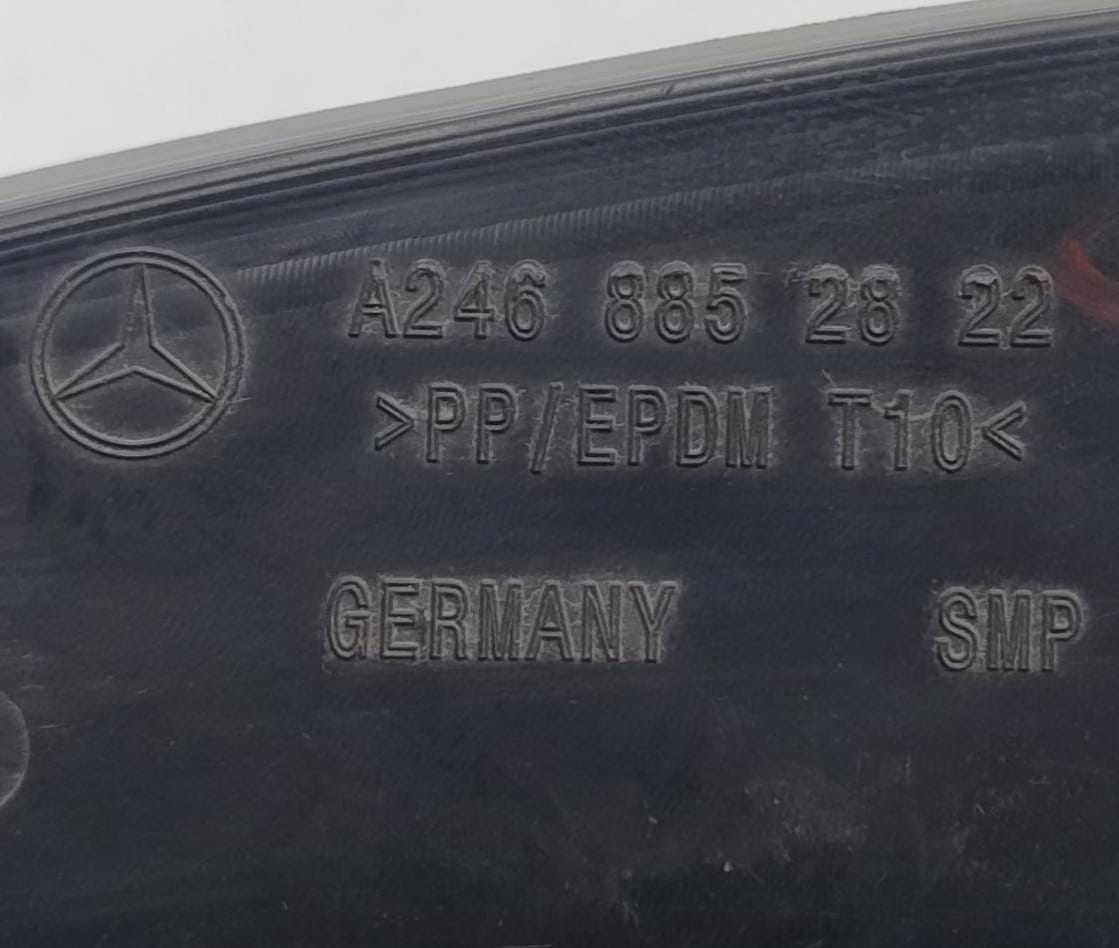 A246 885 28 22
>PP/EPDM T10<
GERMANY SMP